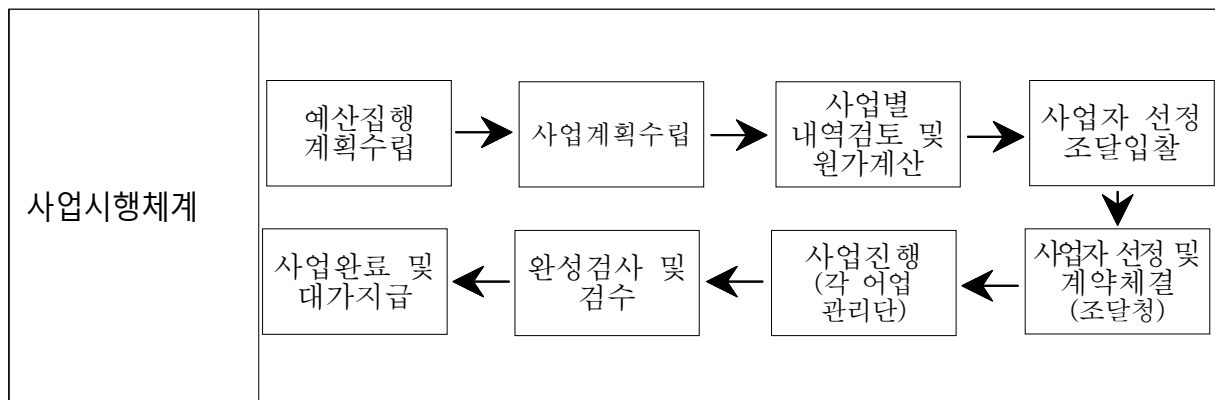 사업시행체계
예산집행
계획수립
사업계획수립
사업별
내역검토 및
원가계산
사업자 선정
조달입찰
사업자 선정 및
계약체결
(조달청)
사업진행
(각 어업
관리단)
완성검사 및
검수
사업완료 및
대가지급